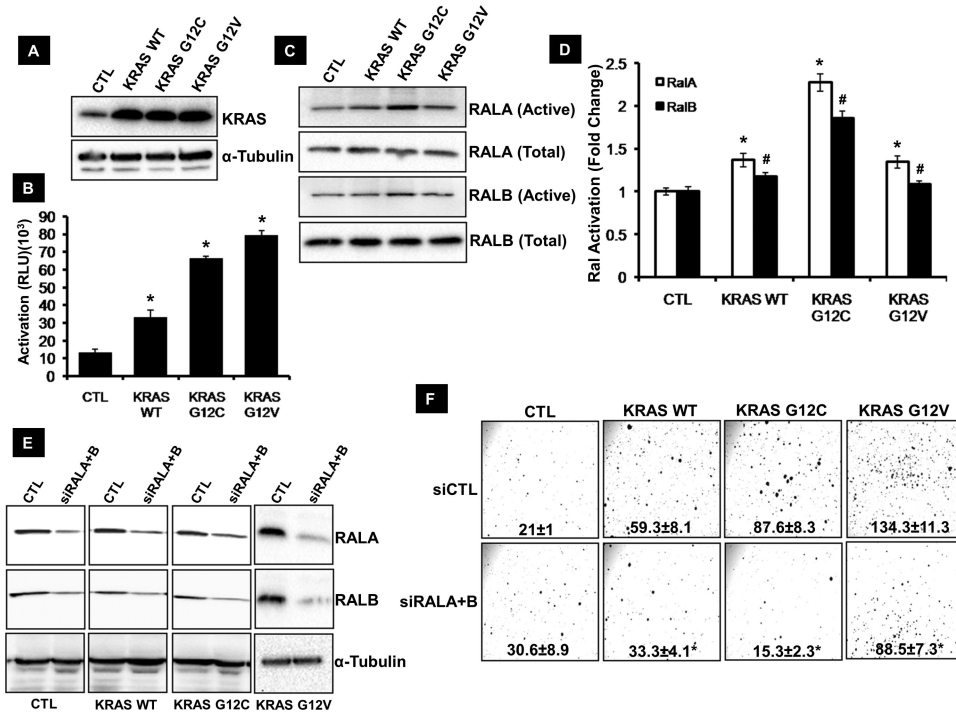 A
CTL
KRAS WT
KRAS G12C
KRAS G12V
KRAS
α-Tubulin
B
Activation (RLU)(10³)
90
80
70
60
50
40
30
20
10
0
*
*
*
CTL
KRAS WT
KRAS G12C
KRAS G12V
C
CTL
KRAS WT
KRAS G12C
KRAS G12V
RALA (Active)
RALA (Total)
RALB (Active)
RALB (Total)
D
Ral Activation (Fold Change)
2.5
2
1.5
1
0.5
0
RalA
RalB
* #
* #
* #
CTL
KRAS WT
KRAS G12C
KRAS G12V
E
CTL siRALA+B CTL siRALA+B CTL siRALA+B CTL siRALA+B
RALA
RALB
α-Tubulin
CTL KRAS WT KRAS G12C KRAS G12V
F
CTL KRAS WT KRAS G12C KRAS G12V
siCTL
21±1 59.3±8.1 87.6±8.3 134.3±11.3
siRALA+B
30.6±8.9 33.3±4.1* 15.3±2.3* 88.5±7.3*